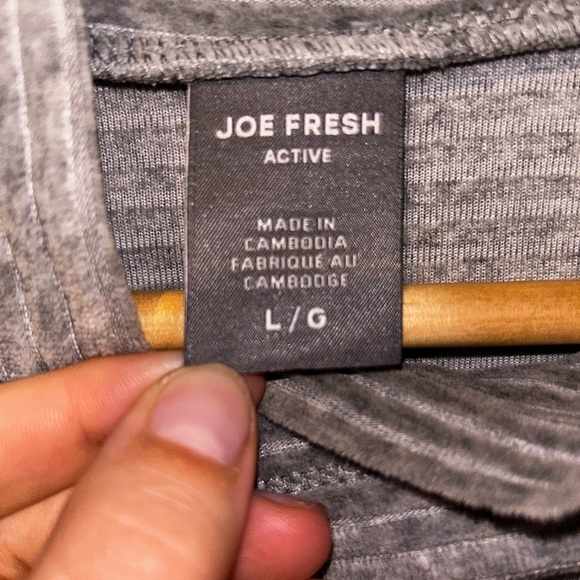 JOE FRESH
ACTIVE
MADE IN
CAMBODIA
FABRIQUÉ AU
CAMBODGE
L / G